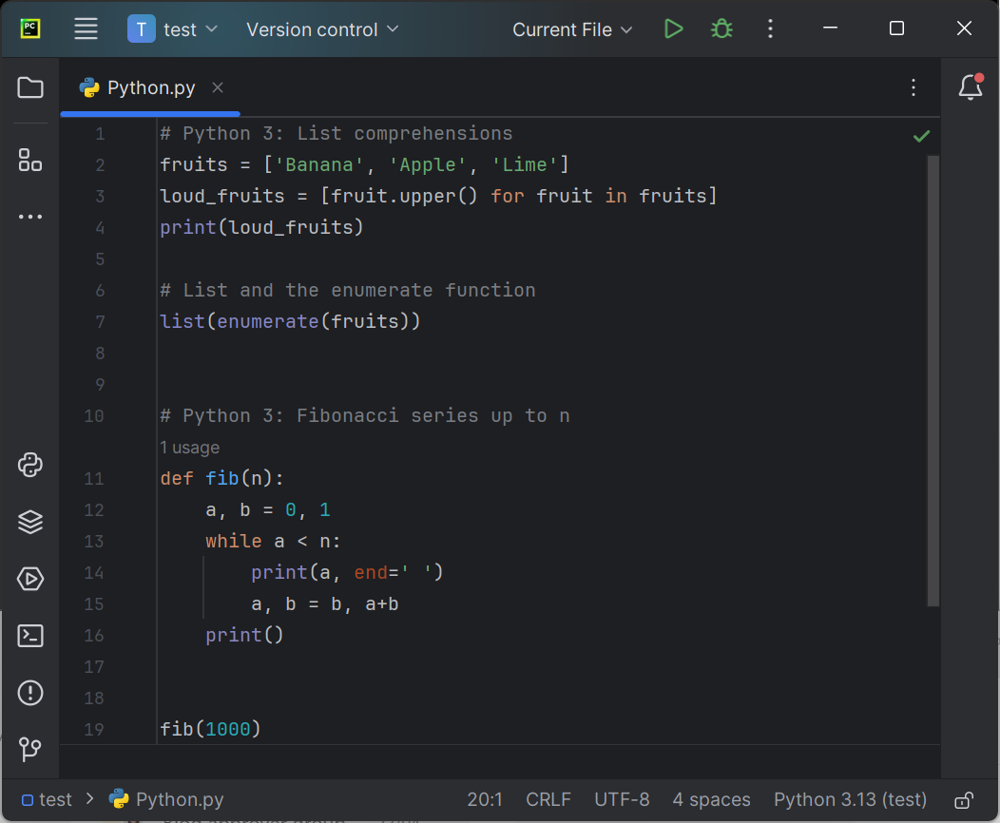 PC
T test Version control Current File
Python.py
1 # Python 3: List comprehensions
2 fruits = ['Banana', 'Apple', 'Lime']
3 loud_fruits = [fruit.upper() for fruit in fruits]
4 print(loud_fruits)
5
6 # List and the enumerate function
7 list(enumerate(fruits))
8
9
10 # Python 3: Fibonacci series up to n
1 usage
11 def fib(n):
12     a, b = 0, 1
13     while a < n:
14         print(a, end=' ')
15         a, b = b, a+b
16     print()
17
18
19 fib(1000)
test > Python.py 20:1 CRLF UTF-8 4 spaces Python 3.13 (test)